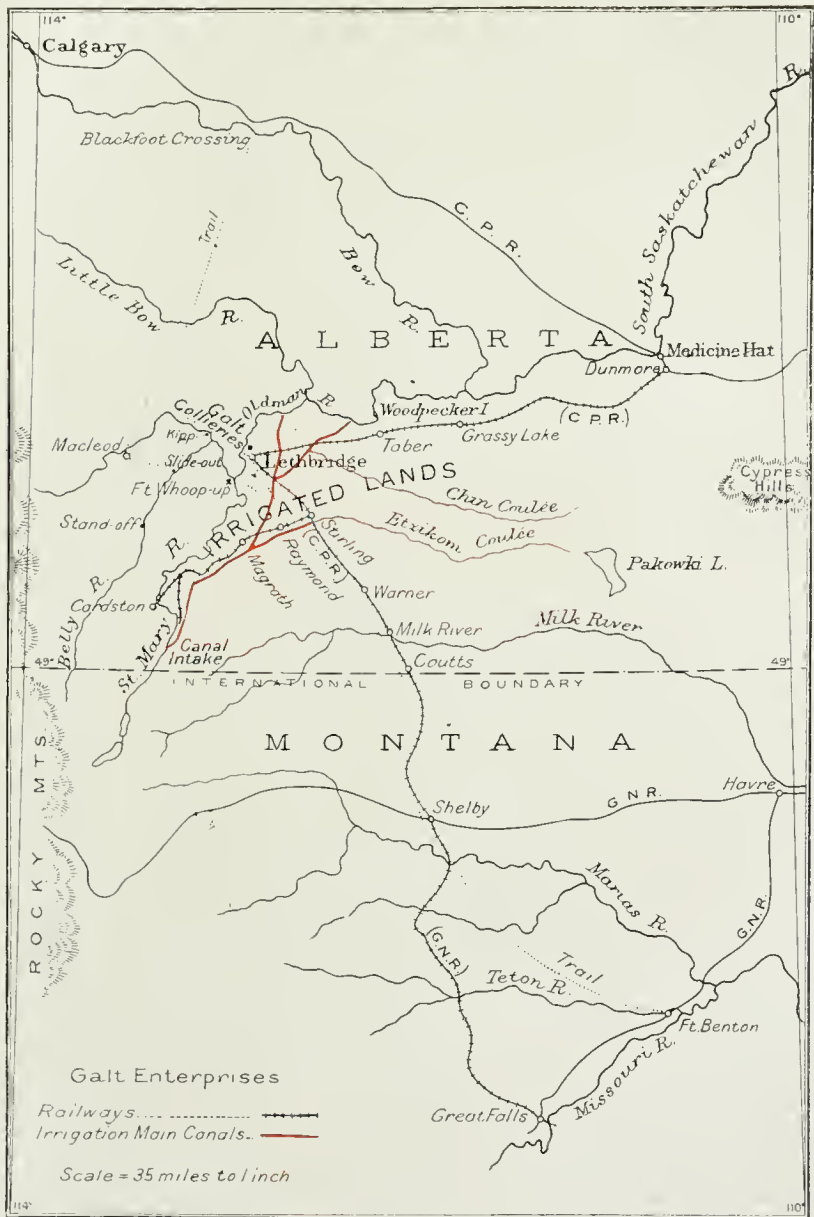 114°
110°
Calgary
R.
Blackfoot Crossing
South Saskatchewan
C. P. R.
Trail
Bow
Little Bow
R.
R.
ALBERTA
Medicine Hat
Dunmore
Oldman R
Woodpecker I
(C P R)
Galt
Collieries
Kipp
Macleod
Taber
Grassy Lake
Slide-out
Lethbridge
Cypress
Hills
Ft. Whoop-up
IRRIGATED LANDS
Chin Coulée
Stand-off
Etzikom Coulée
R.
Stirling
(C.P.R.)
Raymond
Magrath
Pakowki L.
Warner
Cardston
Belly R.
St. Mary
Milk River
Milk River
Canal
Intake
49°
Coutts
49°
INTERNATIONAL BOUNDARY
ROCKY MTS.
MONTANA
Havre
Shelby
G N R.
Marias R.
G.N.R.
(G.N.R.)
Trail
Teton R.
Ft. Benton
Missouri R.
Great Falls
Galt Enterprises
Railways
Irrigation Main Canals
Scale = 35 miles to 1 inch
114°
110°